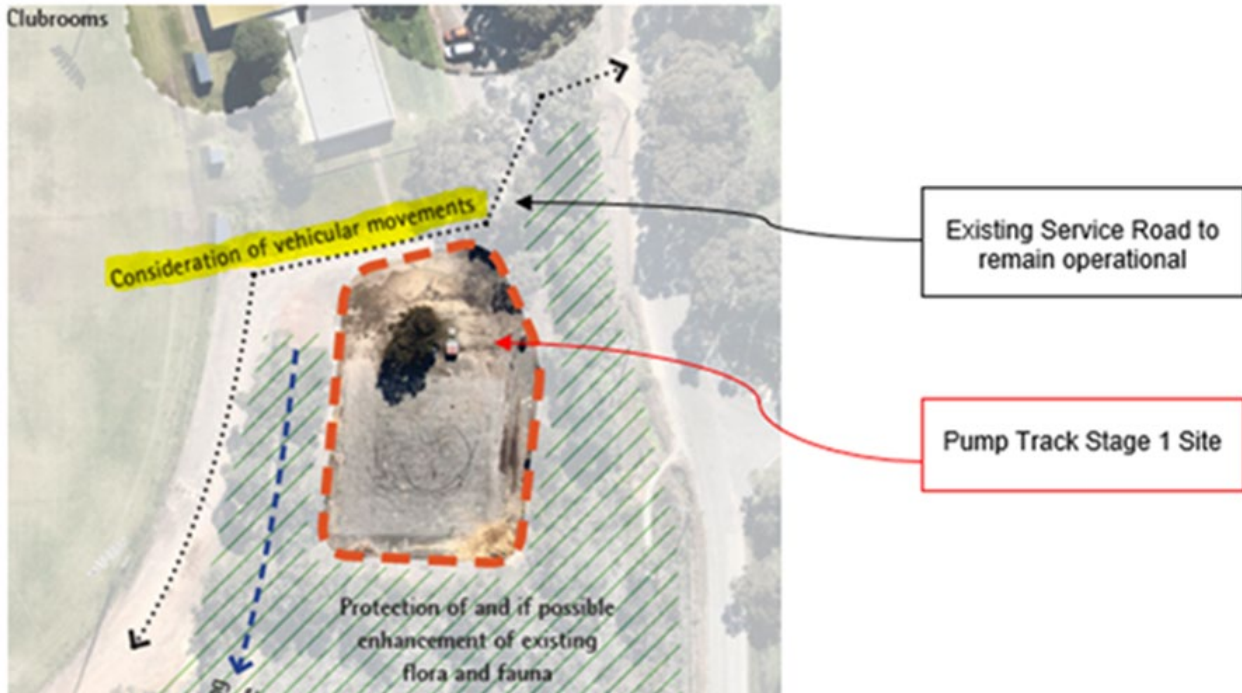 Clubrooms
Consideration of vehicular movements
Existing Service Road to
remain operational
Pump Track Stage 1 Site
Protection of and if possible
enhancement of existing
flora and fauna